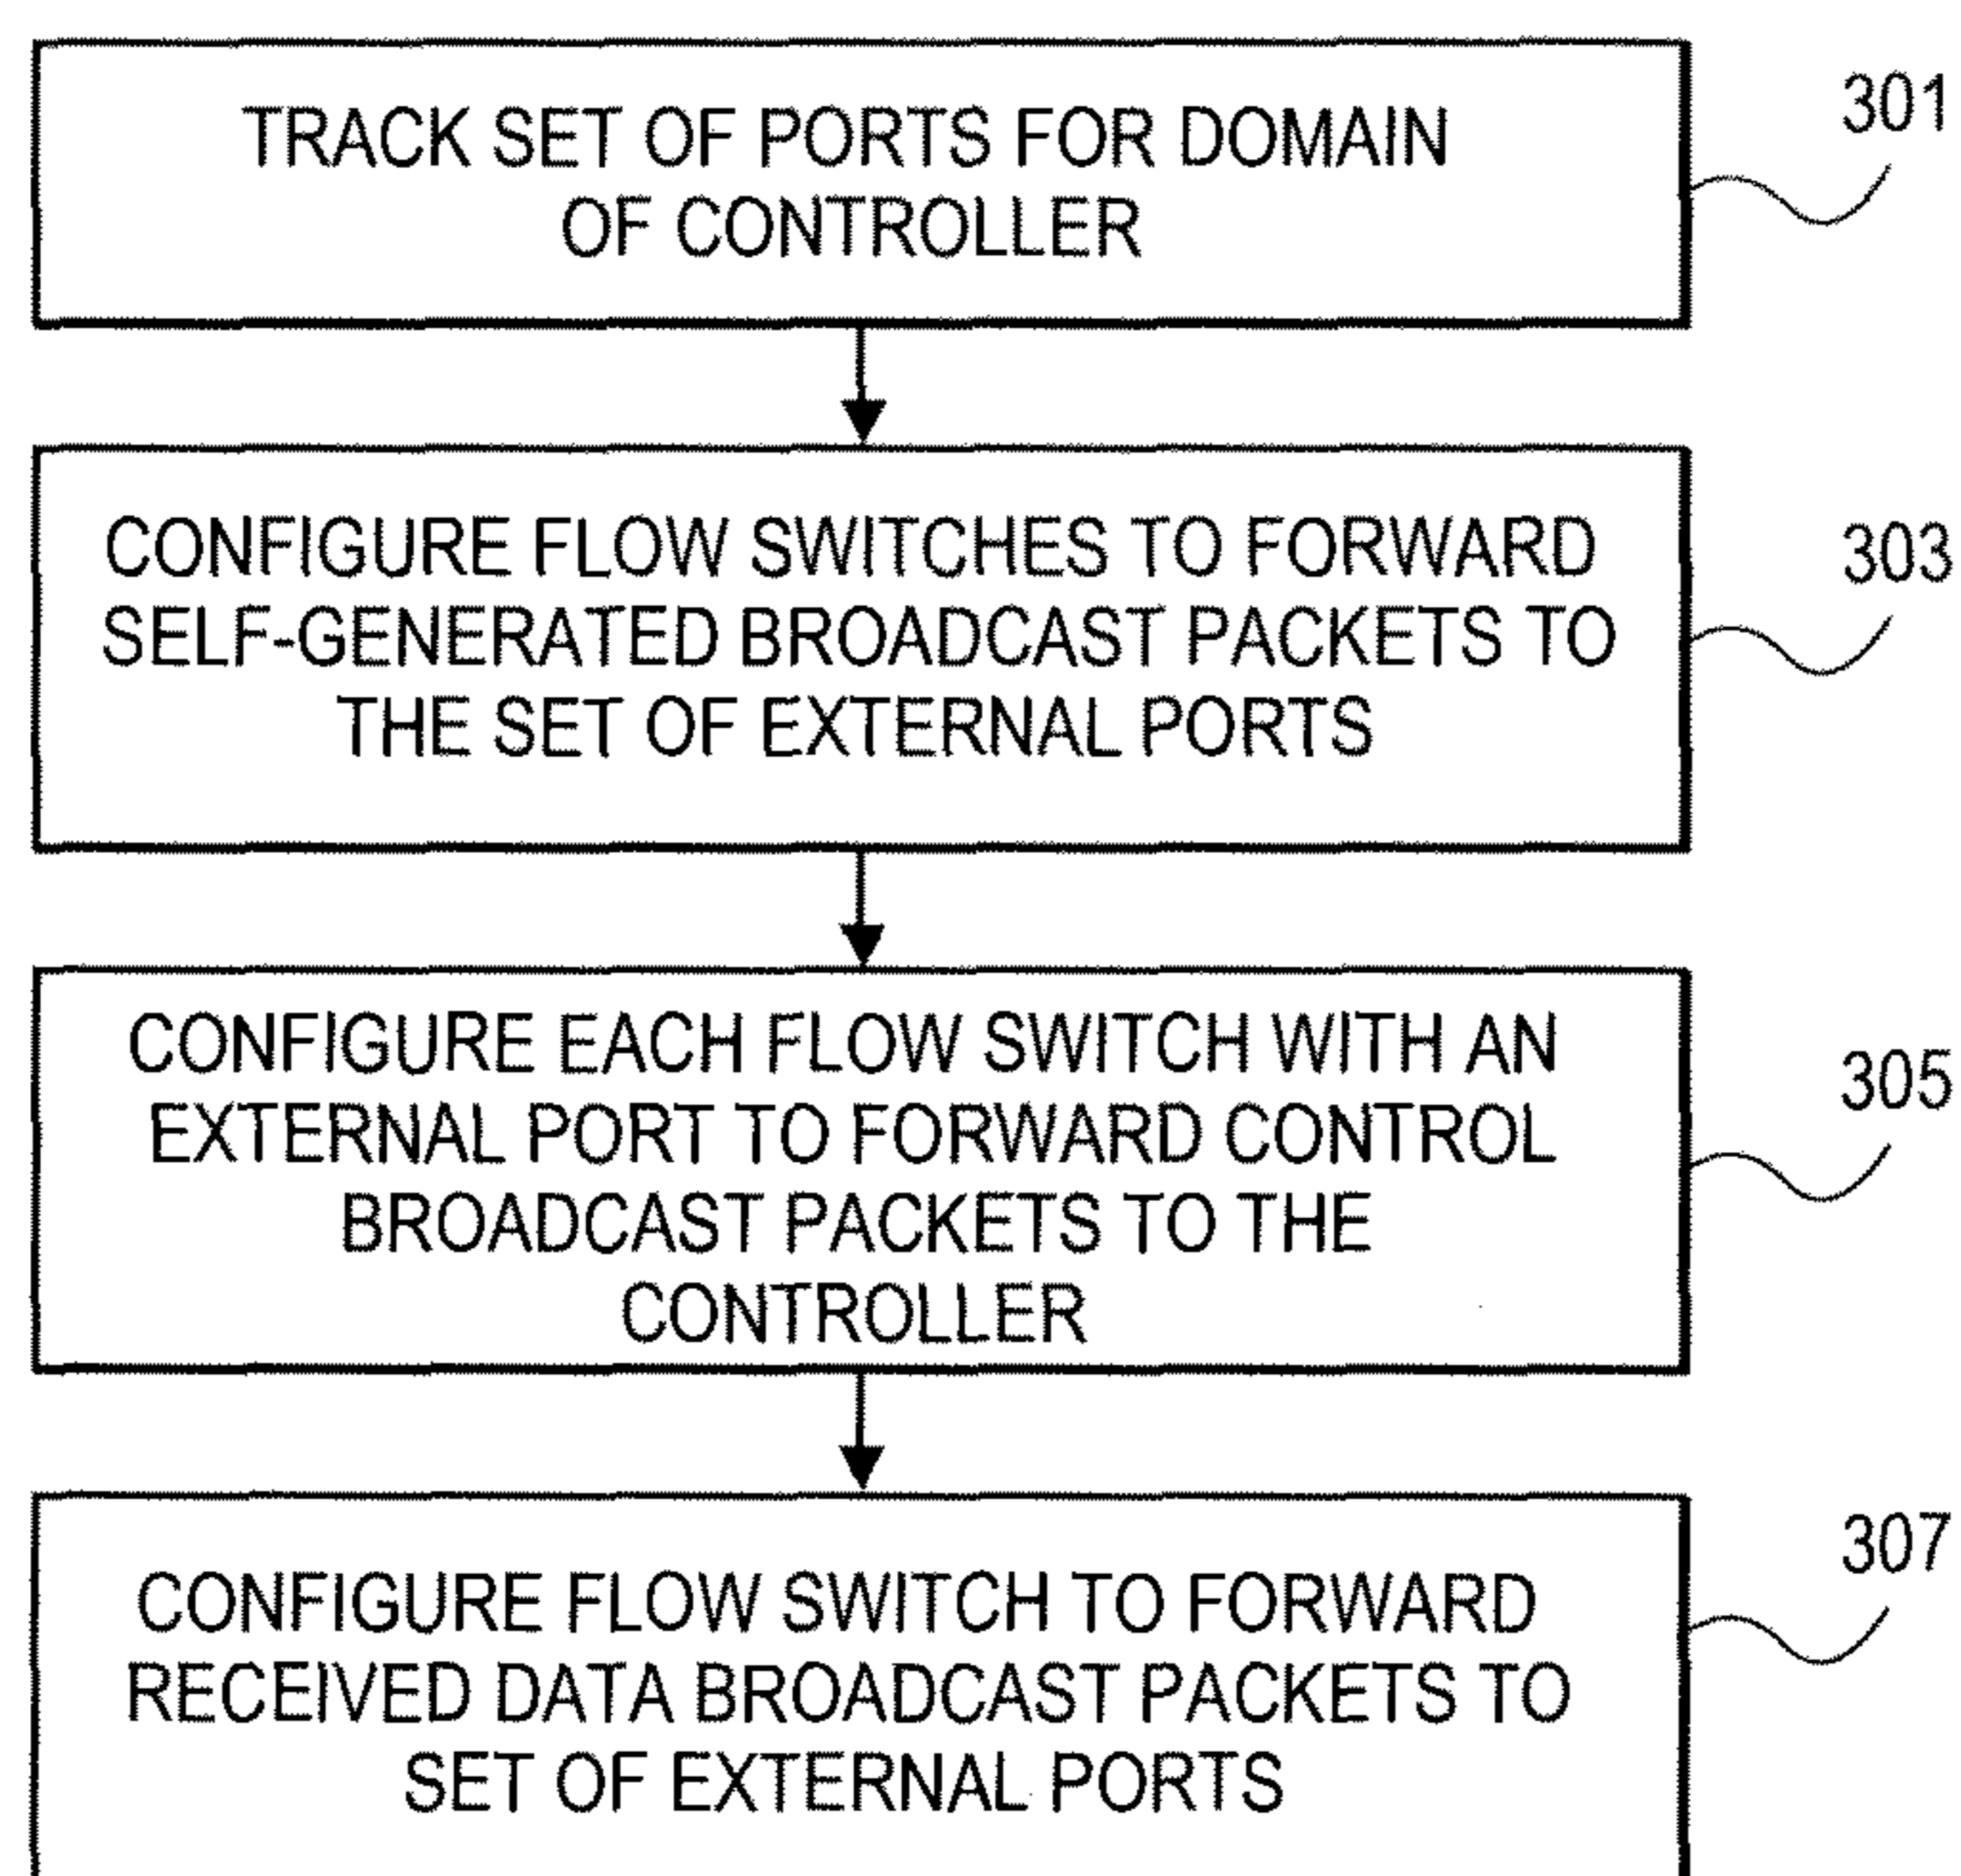 TRACK SET OF PORTS FOR DOMAIN
OF CONTROLLER
301
CONFIGURE FLOW SWITCHES TO FORWARD
SELF-GENERATED BROADCAST PACKETS TO
THE SET OF EXTERNAL PORTS
303
CONFIGURE EACH FLOW SWITCH WITH AN
EXTERNAL PORT TO FORWARD CONTROL
BROADCAST PACKETS TO THE
CONTROLLER
305
CONFIGURE FLOW SWITCH TO FORWARD
RECEIVED DATA BROADCAST PACKETS TO
SET OF EXTERNAL PORTS
307